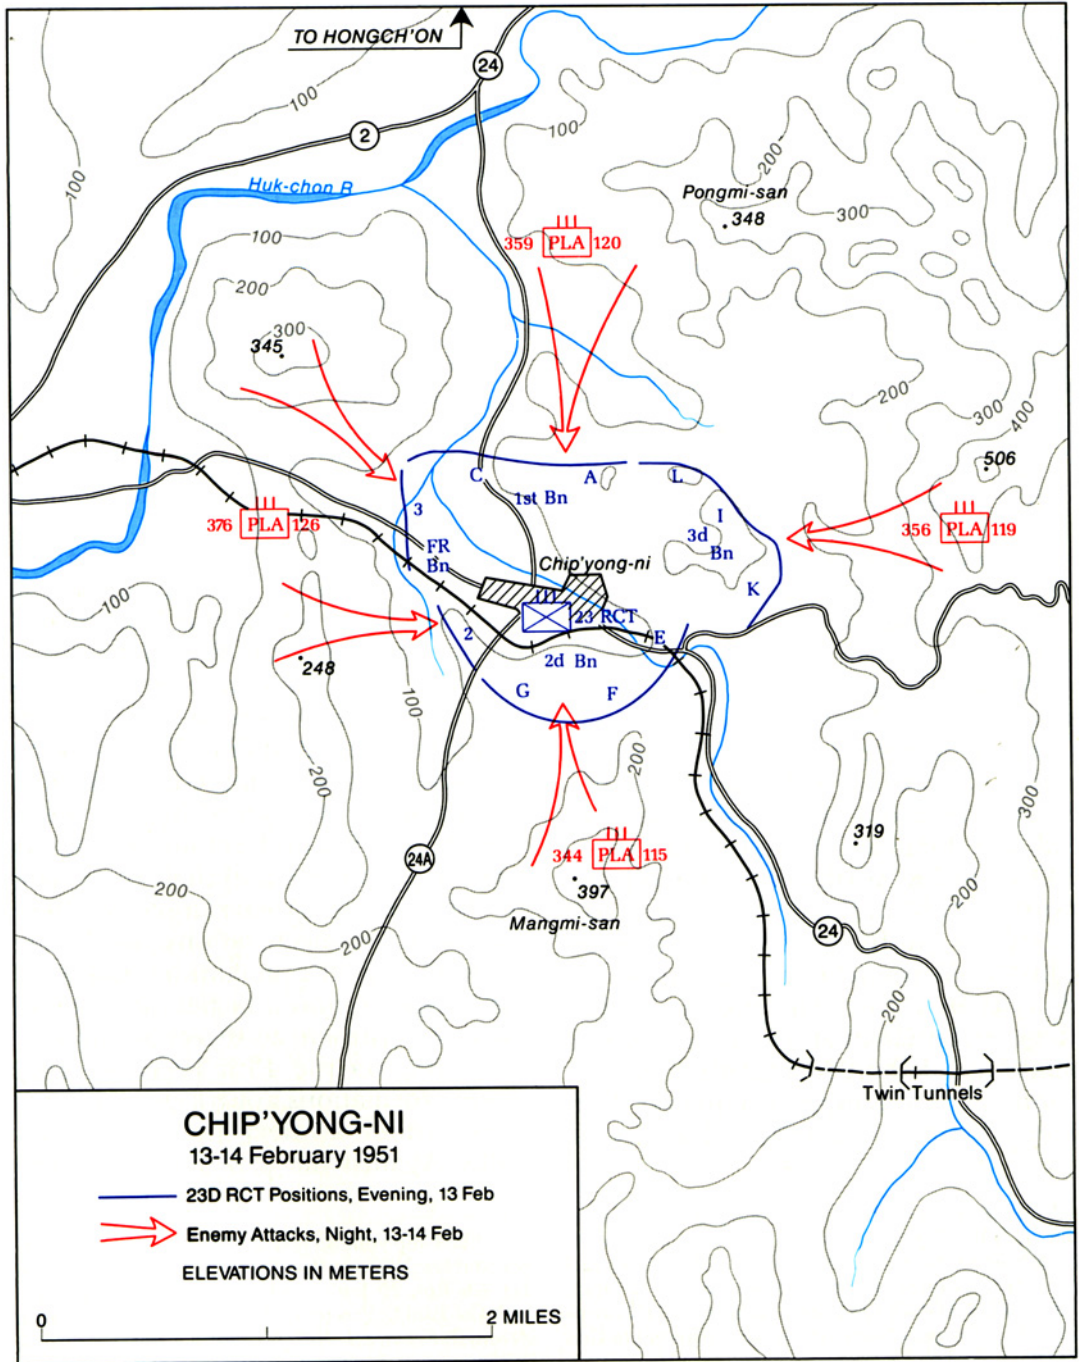 TO HONGCH'ON
24
2
100
100
100
Huk-chon R
200
Pongmi-san
348
300
359 PLA 120
100
200
300
345
200
300
400
506
C
A
L
1st Bn
I
3
3d
Bn
376 PLA 126
356 PLA 119
FR
Bn
Chip'yong-ni
K
100
23 RCT
2
E
2d Bn
248
G
F
100
200
200
300
319
24A
344 PLA 115
397
200
200
Mangmi-san
24
200
200
Twin Tunnels
CHIP'YONG-NI
13-14 February 1951
23D RCT Positions, Evening, 13 Feb
Enemy Attacks, Night, 13-14 Feb
ELEVATIONS IN METERS
0 2 MILES